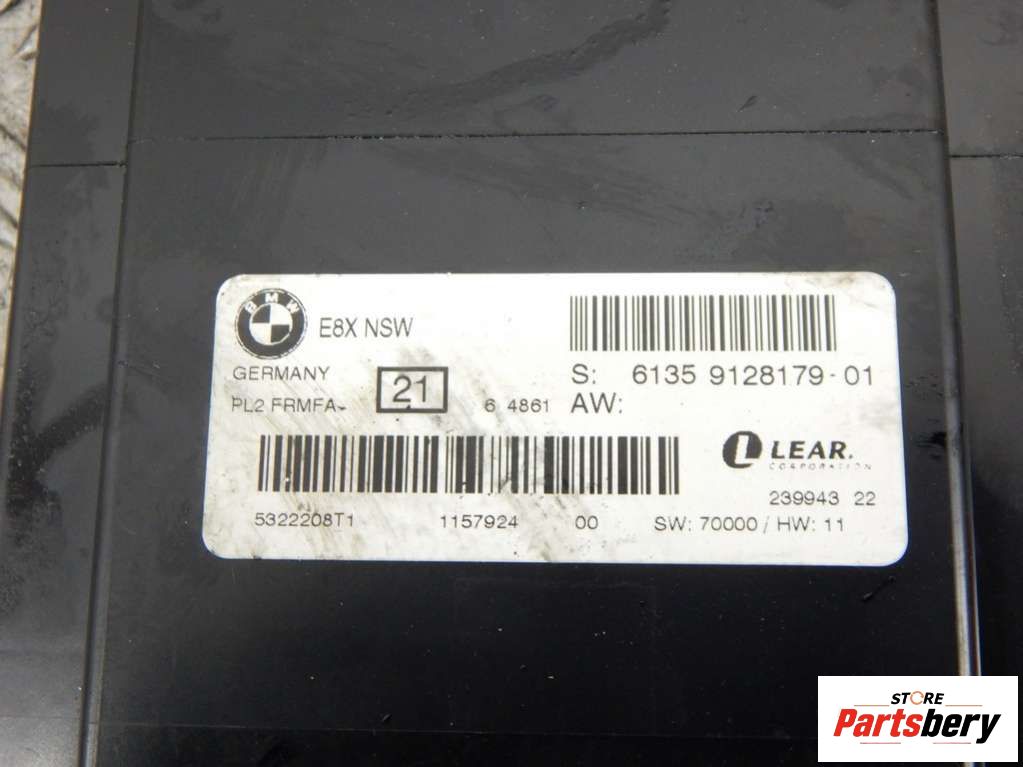 BMW
E8X NSW
GERMANY
PL2 FRMFA-
21
6 4861
S: 6135 9128179-01
AW:
LEAR.
CORPORATION
239943 22
5322208T1 1157924 00 SW: 70000 / HW: 11
STORE
Partsbery